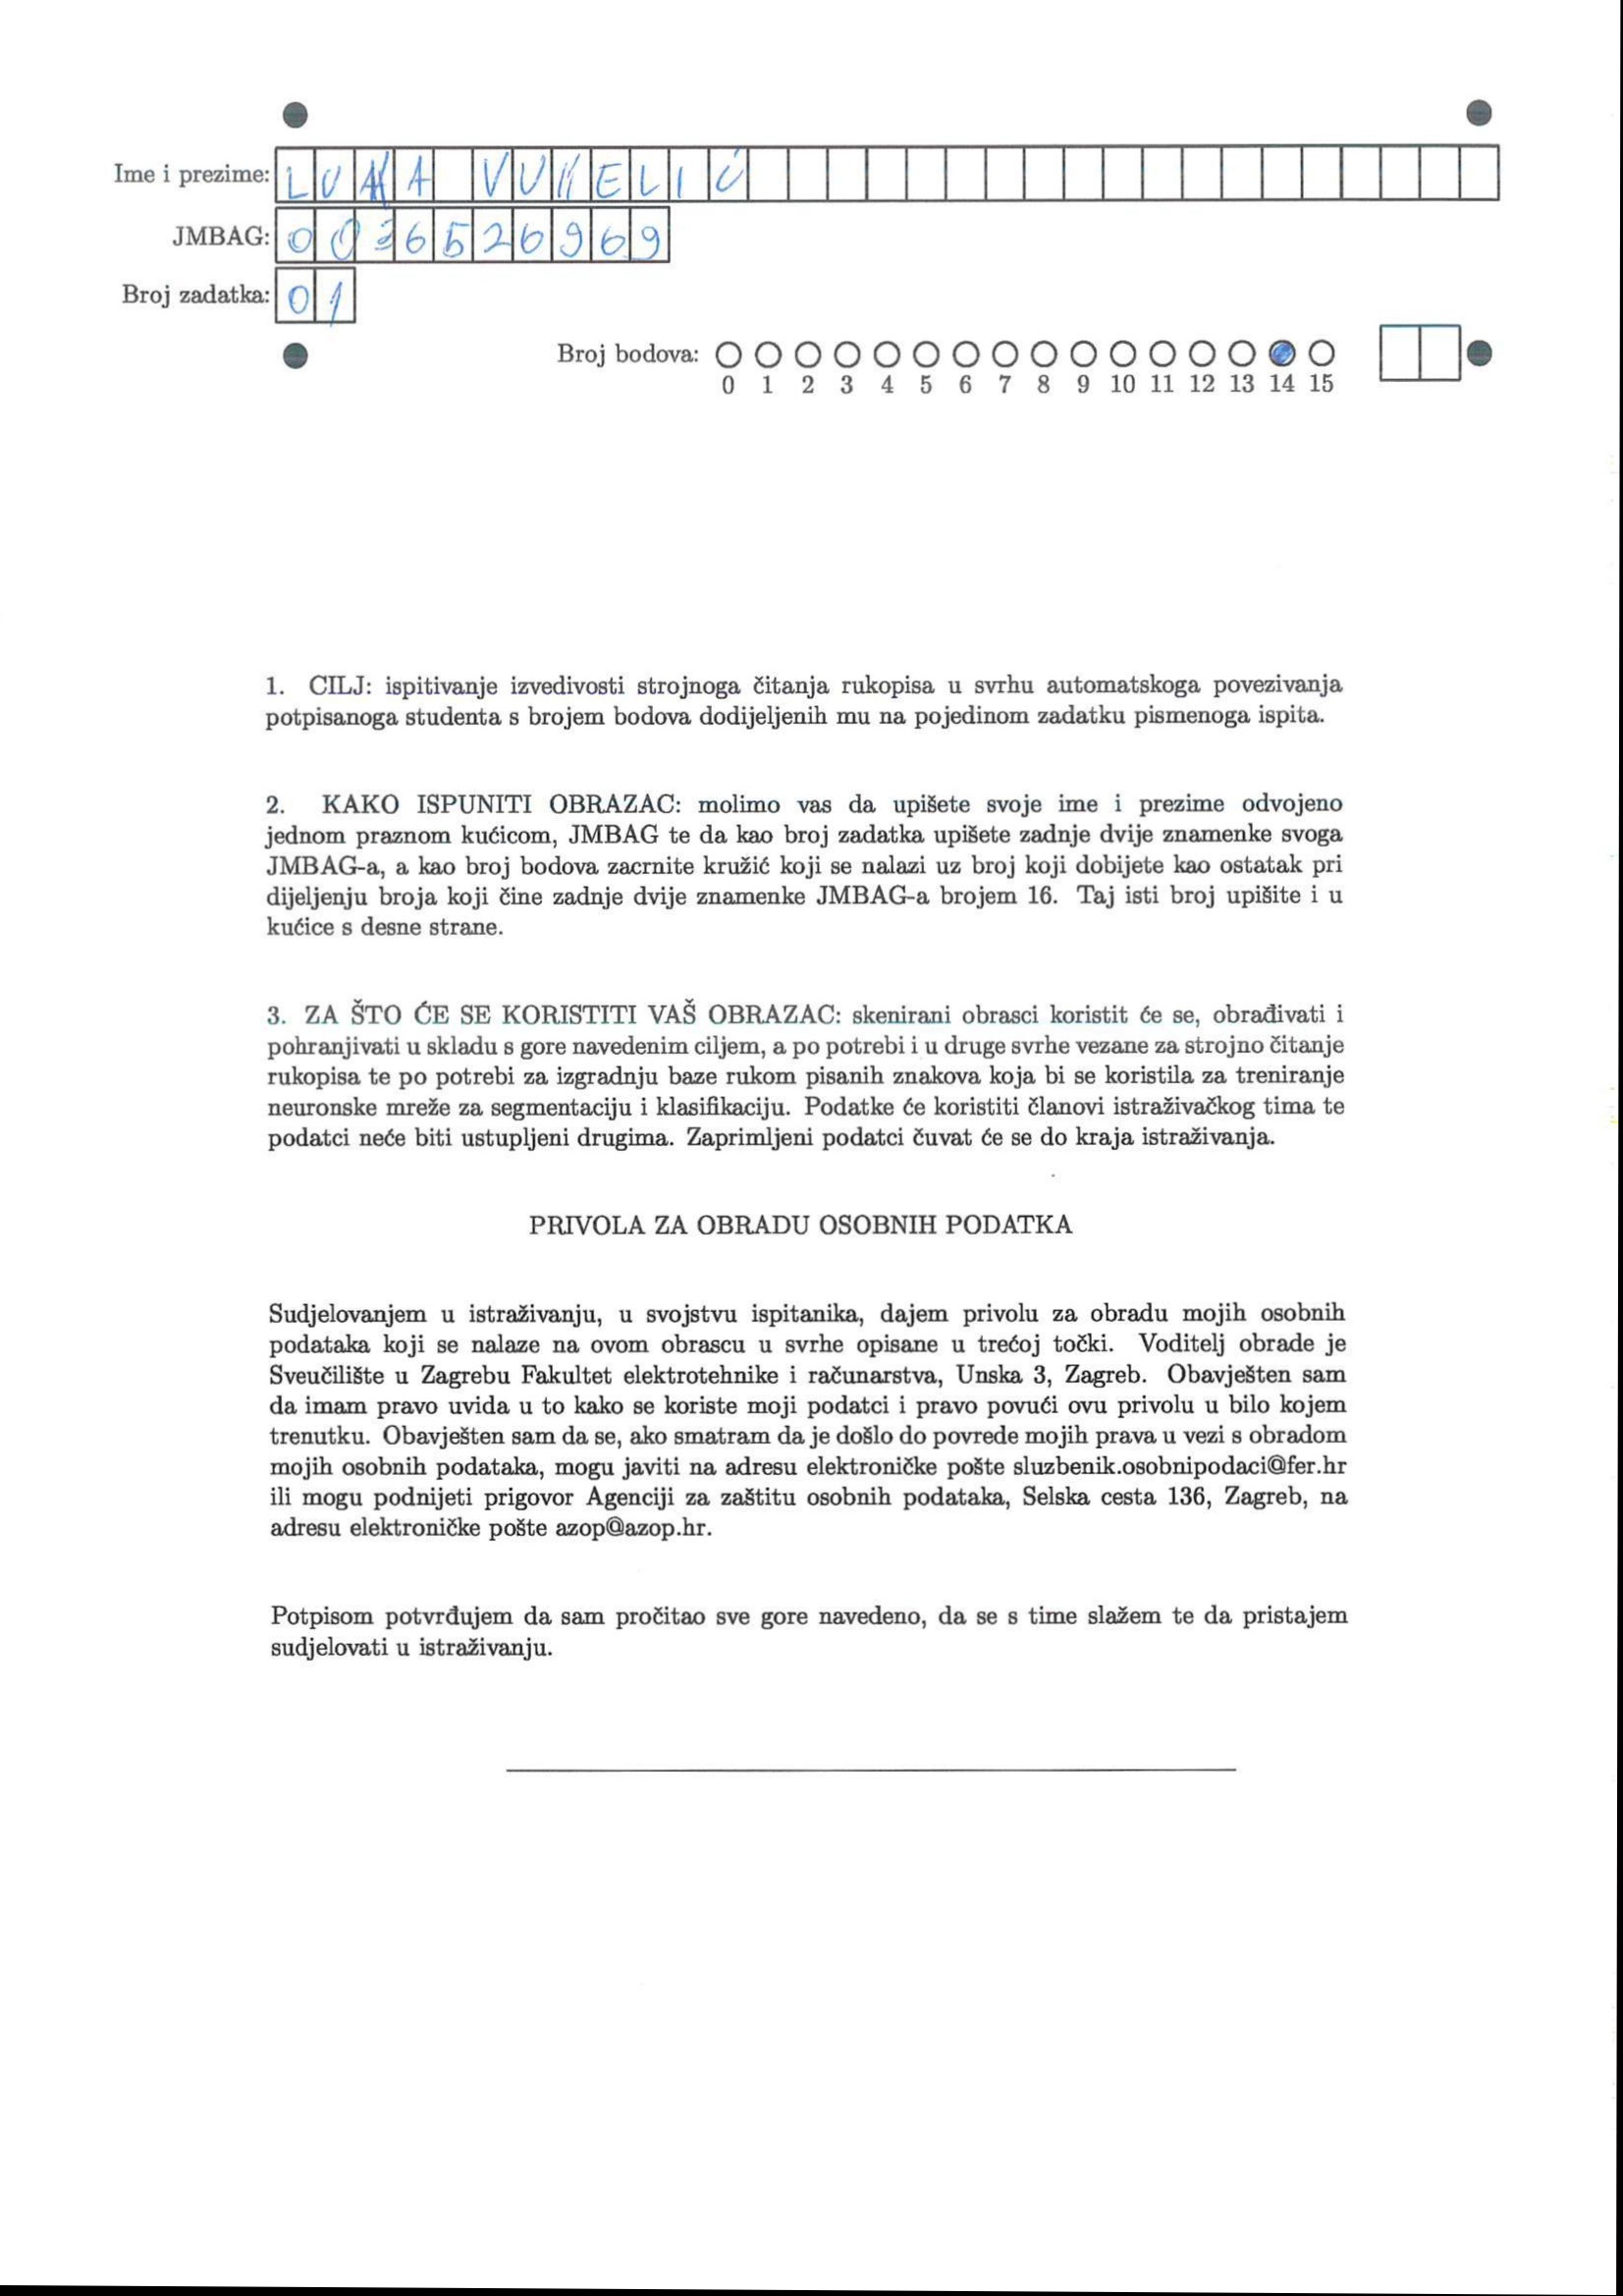 Ime i prezime: LUKA VUKELIĆ
JMBAG: 0036526969
Broj zadatka: 01
Broj bodova:
0 1 2 3 4 5 6 7 8 9 10 11 12 13 14 15
1. CILJ: ispitivanje izvedivosti strojnoga čitanja rukopisa u svrhu automatskoga povezivanja
potpisanoga studenta s brojem bodova dodijeljenih mu na pojedinom zadatku pismenoga ispita.
2. KAKO ISPUNITI OBRAZAC: molimo vas da upišete svoje ime i prezime odvojeno
jednom praznom kućicom, JMBAG te da kao broj zadatka upišete zadnje dvije znamenke svoga
JMBAG-a, a kao broj bodova zacrnite kružić koji se nalazi uz broj koji dobijete kao ostatak pri
dijeljenju broja koji čine zadnje dvije znamenke JMBAG-a brojem 16. Taj isti broj upišite i u
kućice s desne strane.
3. ZA ŠTO ĆE SE KORISTITI VAŠ OBRAZAC: skenirani obrasci koristit će se, obrađivati i
pohranjivati u skladu s gore navedenim ciljem, a po potrebi i u druge svrhe vezane za strojno čitanje
rukopisa te po potrebi za izgradnju baze rukom pisanih znakova koja bi se koristila za treniranje
neuronske mreže za segmentaciju i klasifikaciju. Podatke će koristiti članovi istraživačkog tima te
podatci neće biti ustupljeni drugima. Zaprimljeni podatci čuvat će se do kraja istraživanja.
PRIVOLA ZA OBRADU OSOBNIH PODATKA
Sudjelovanjem u istraživanju, u svojstvu ispitanika, dajem privolu za obradu mojih osobnih
podataka koji se nalaze na ovom obrascu u svrhe opisane u trećoj točki. Voditelj obrade je
Sveučilište u Zagrebu Fakultet elektrotehnike i računarstva, Unska 3, Zagreb. Obavješten sam
da imam pravo uvida u to kako se koriste moji podatci i pravo povući ovu privolu u bilo kojem
trenutku. Obavješten sam da se, ako smatram da je došlo do povrede mojih prava u vezi s obradom
mojih osobnih podataka, mogu javiti na adresu elektroničke pošte sluzbenik.osobnipodaci@fer.hr
ili mogu podnijeti prigovor Agenciji za zaštitu osobnih podataka, Selska cesta 136, Zagreb, na
adresu elektroničke pošte azop@azop.hr.
Potpisom potvrđujem da sam pročitao sve gore navedeno, da se s time slažem te da pristajem
sudjelovati u istraživanju.